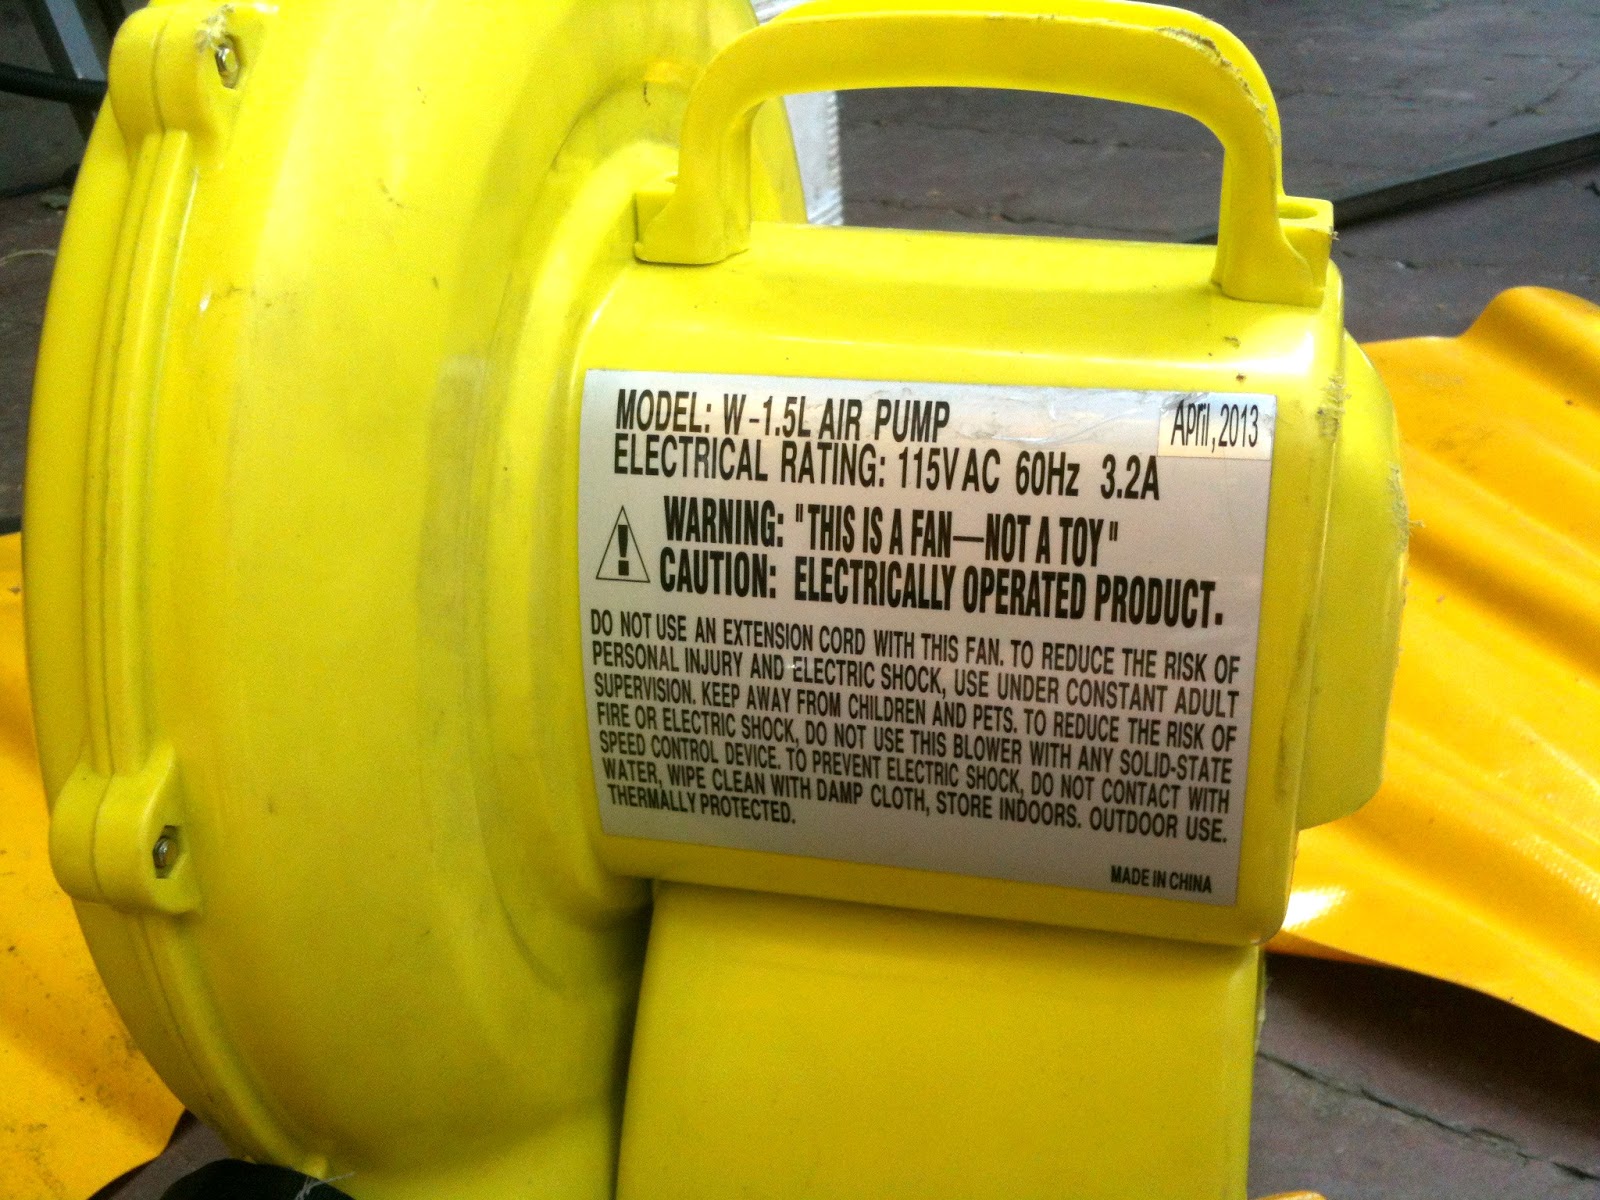 MODEL: W-1.5L AIR PUMP
April,2013
ELECTRICAL RATING: 115VAC 60Hz 3.2A
WARNING: "THIS IS A FAN—NOT A TOY"
CAUTION: ELECTRICALLY OPERATED PRODUCT.
DO NOT USE AN EXTENSION CORD WITH THIS FAN. TO REDUCE THE RISK OF
PERSONAL INJURY AND ELECTRIC SHOCK, USE UNDER CONSTANT ADULT
SUPERVISION. KEEP AWAY FROM CHILDREN AND PETS. TO REDUCE THE RISK OF
FIRE OR ELECTRIC SHOCK, DO NOT USE THIS BLOWER WITH ANY SOLID-STATE
SPEED CONTROL DEVICE. TO PREVENT ELECTRIC SHOCK, DO NOT CONTACT WITH
WATER, WIPE CLEAN WITH DAMP CLOTH, STORE INDOORS. OUTDOOR USE.
THERMALLY PROTECTED.
MADE IN CHINA